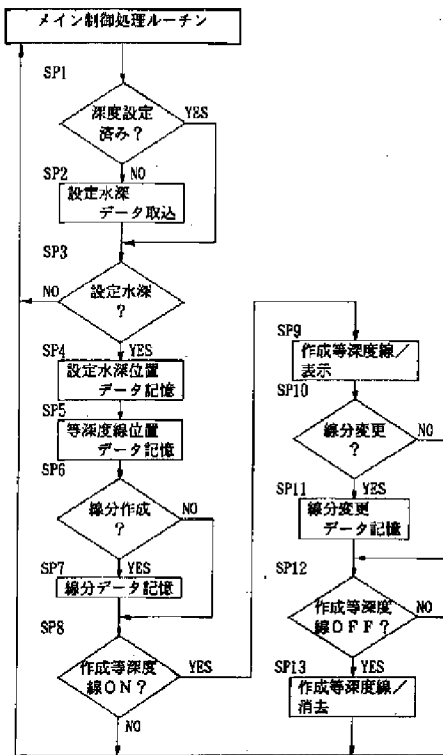 メイン制御処理ルーチン
SP1
深度設定
済み？
YES
NO
SP2
設定水深
データ取込
SP3
設定水深
？
NO
YES
SP4
設定水深位置
データ記憶
SP5
等深度線位置
データ記憶
SP6
線分作成
？
NO
YES
SP7
線分データ記憶
SP8
作成等深度
線ON？
YES
NO
SP9
作成等深度線／
表示
SP10
線分変更
？
NO
YES
SP11
線分変更
データ記憶
SP12
作成等深度
線OFF？
NO
YES
SP13
作成等深度線／
消去